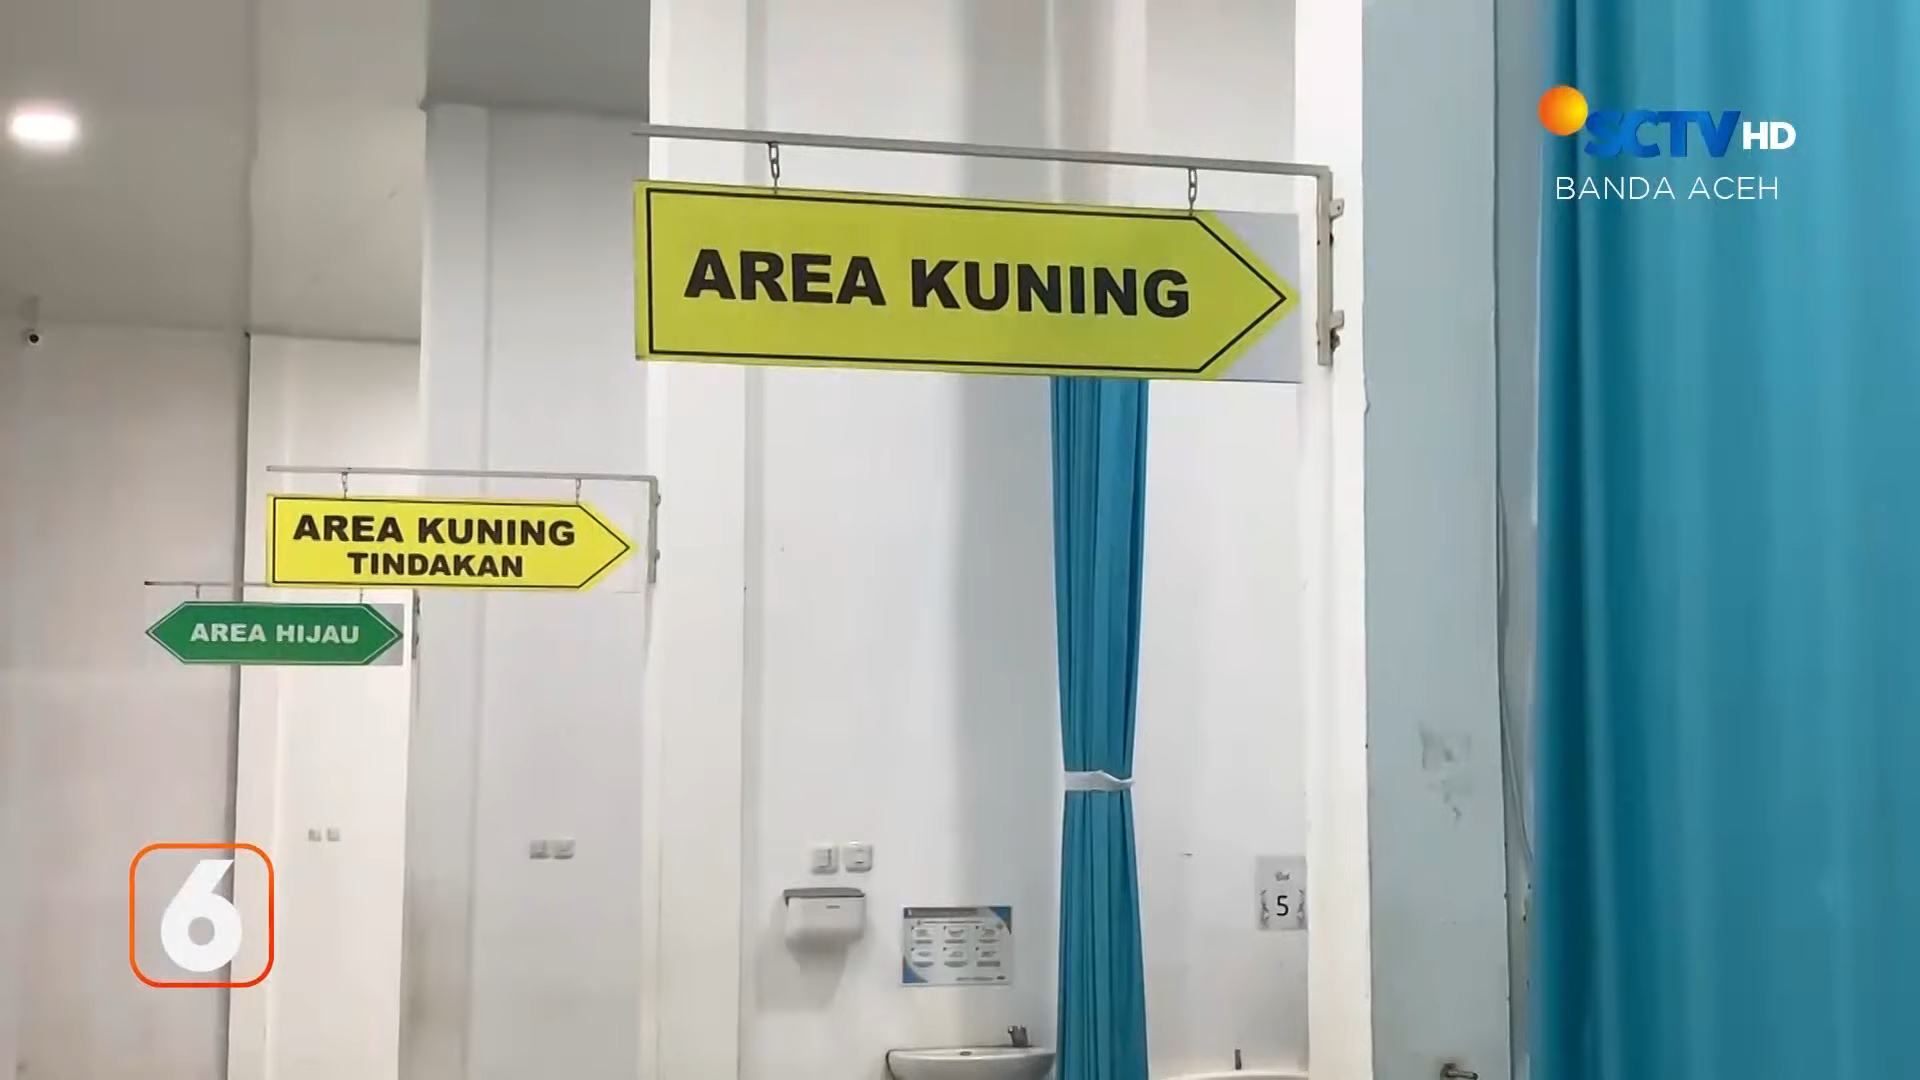 SCTV HD
BANDA ACEH
AREA KUNING
AREA KUNING
TINDAKAN
AREA HIJAU
6
5